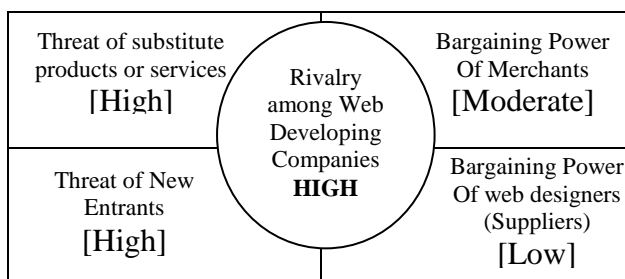 Threat of substitute
products or services
[High]
Bargaining Power
Of Merchants
[Moderate]
Rivalry
among Web
Developing
Companies
HIGH
Threat of New
Entrants
[High]
Bargaining Power
Of web designers
(Suppliers)
[Low]